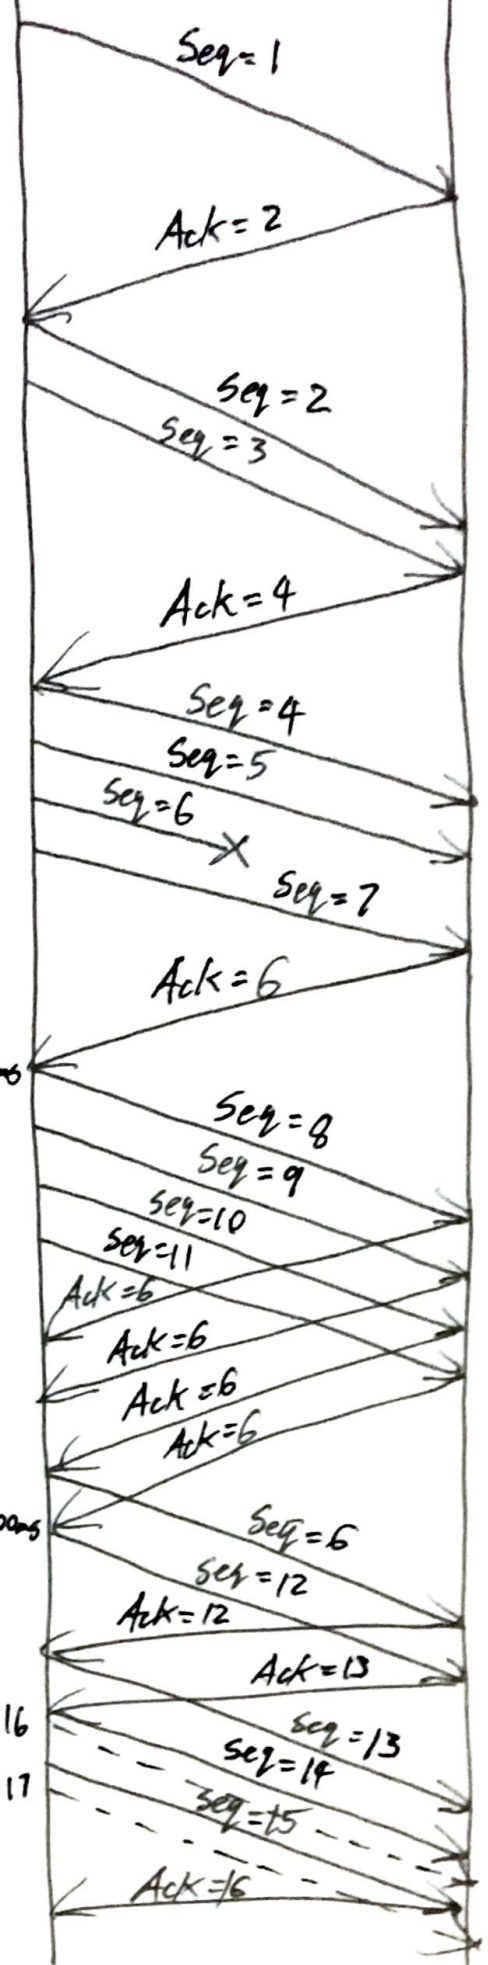 Seq=1
Ack=2
Seq=2
Seq=3
Ack=4
Seq=4
Seq=5
Seq=6
Seq=7
Ack=6
Seq=8
Seq=9
Seq=10
Seq=11
Ack=6
Ack=6
Ack=6
Ack=6
Seq=6
Seq=12
Ack=12
Ack=13
16
Seq=13
Seq=14
17
Seq=15
Ack=16